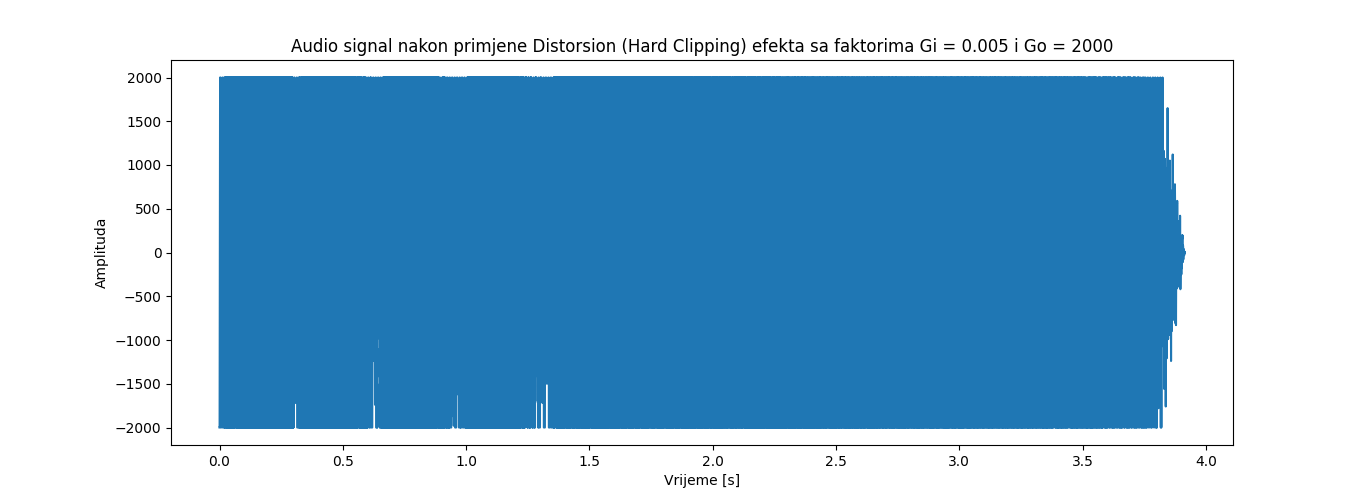 Audio signal nakon primjene Distorsion (Hard Clipping) efekta sa faktorima Gi = 0.005 i Go = 2000
2000
1500
1000
500
0
−500
−1000
−1500
−2000
Amplituda
0.0 0.5 1.0 1.5 2.0 2.5 3.0 3.5 4.0
Vrijeme [s]